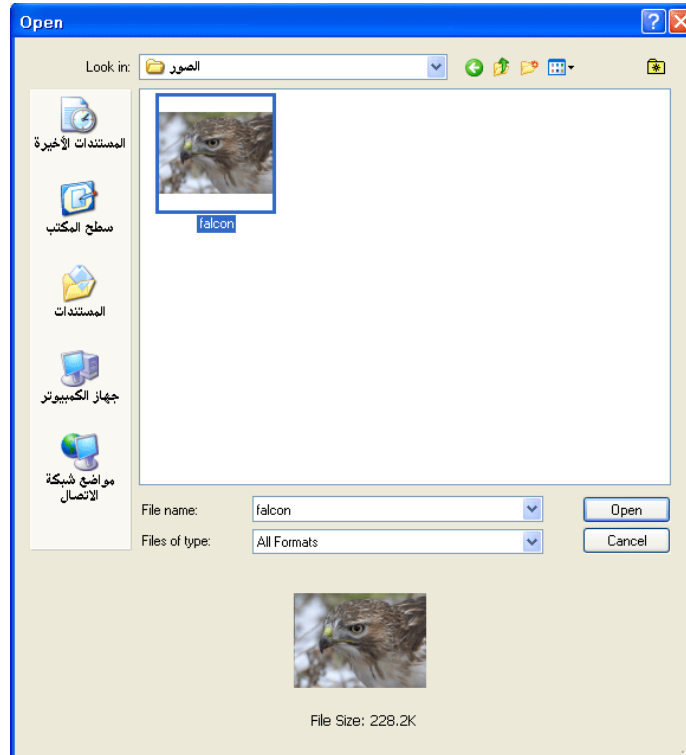 Open
Look in:
الصور
المستندات الأخيرة
سطح المكتب
المستندات
جهاز الكمبيوتر
مواضع شبكة
الاتصال
falcon
File name:
falcon
Open
Files of type:
All Formats
Cancel
File Size: 228.2K